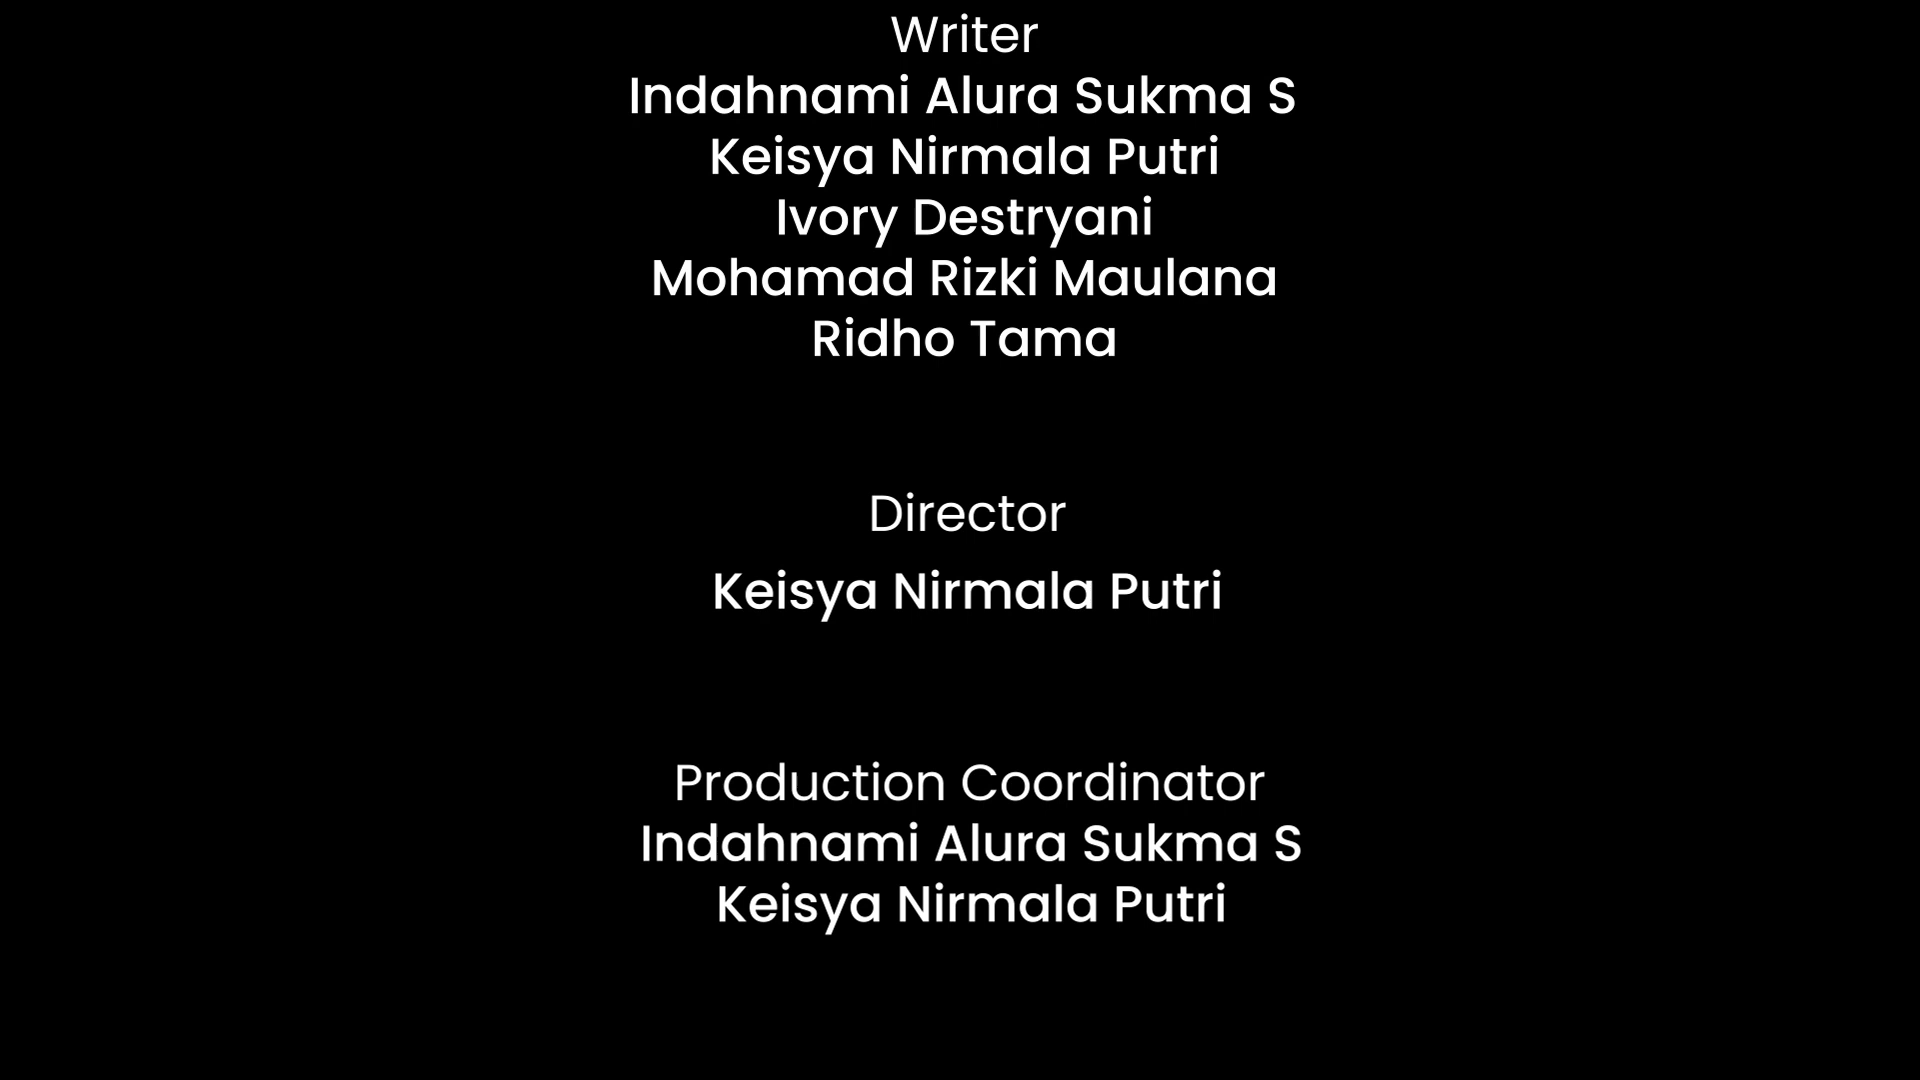 Writer
Indahnami Alura Sukma S
Keisya Nirmala Putri
Ivory Destryani
Mohamad Rizki Maulana
Ridho Tama
Director
Keisya Nirmala Putri
Production Coordinator
Indahnami Alura Sukma S
Keisya Nirmala Putri